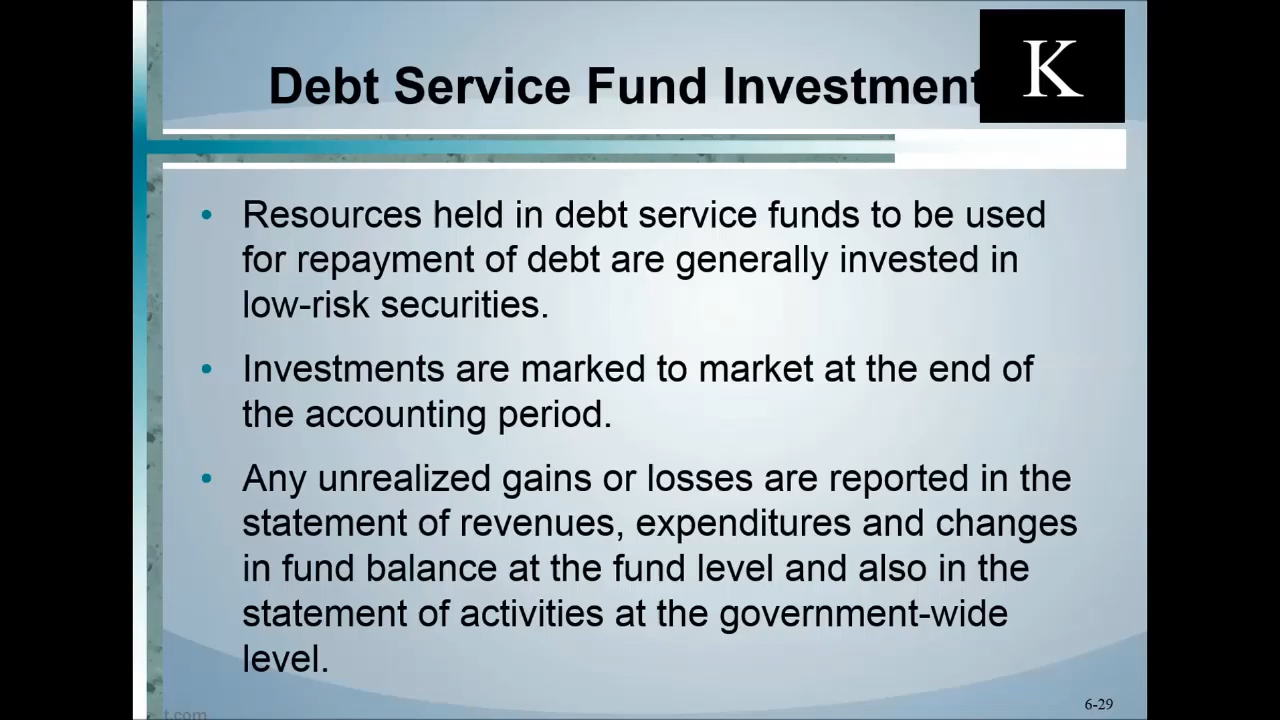 Debt Service Fund Investment
K
• Resources held in debt service funds to be used
for repayment of debt are generally invested in
low-risk securities.
• Investments are marked to market at the end of
the accounting period.
• Any unrealized gains or losses are reported in the
statement of revenues, expenditures and changes
in fund balance at the fund level and also in the
statement of activities at the government-wide
level.
6-29
t.com